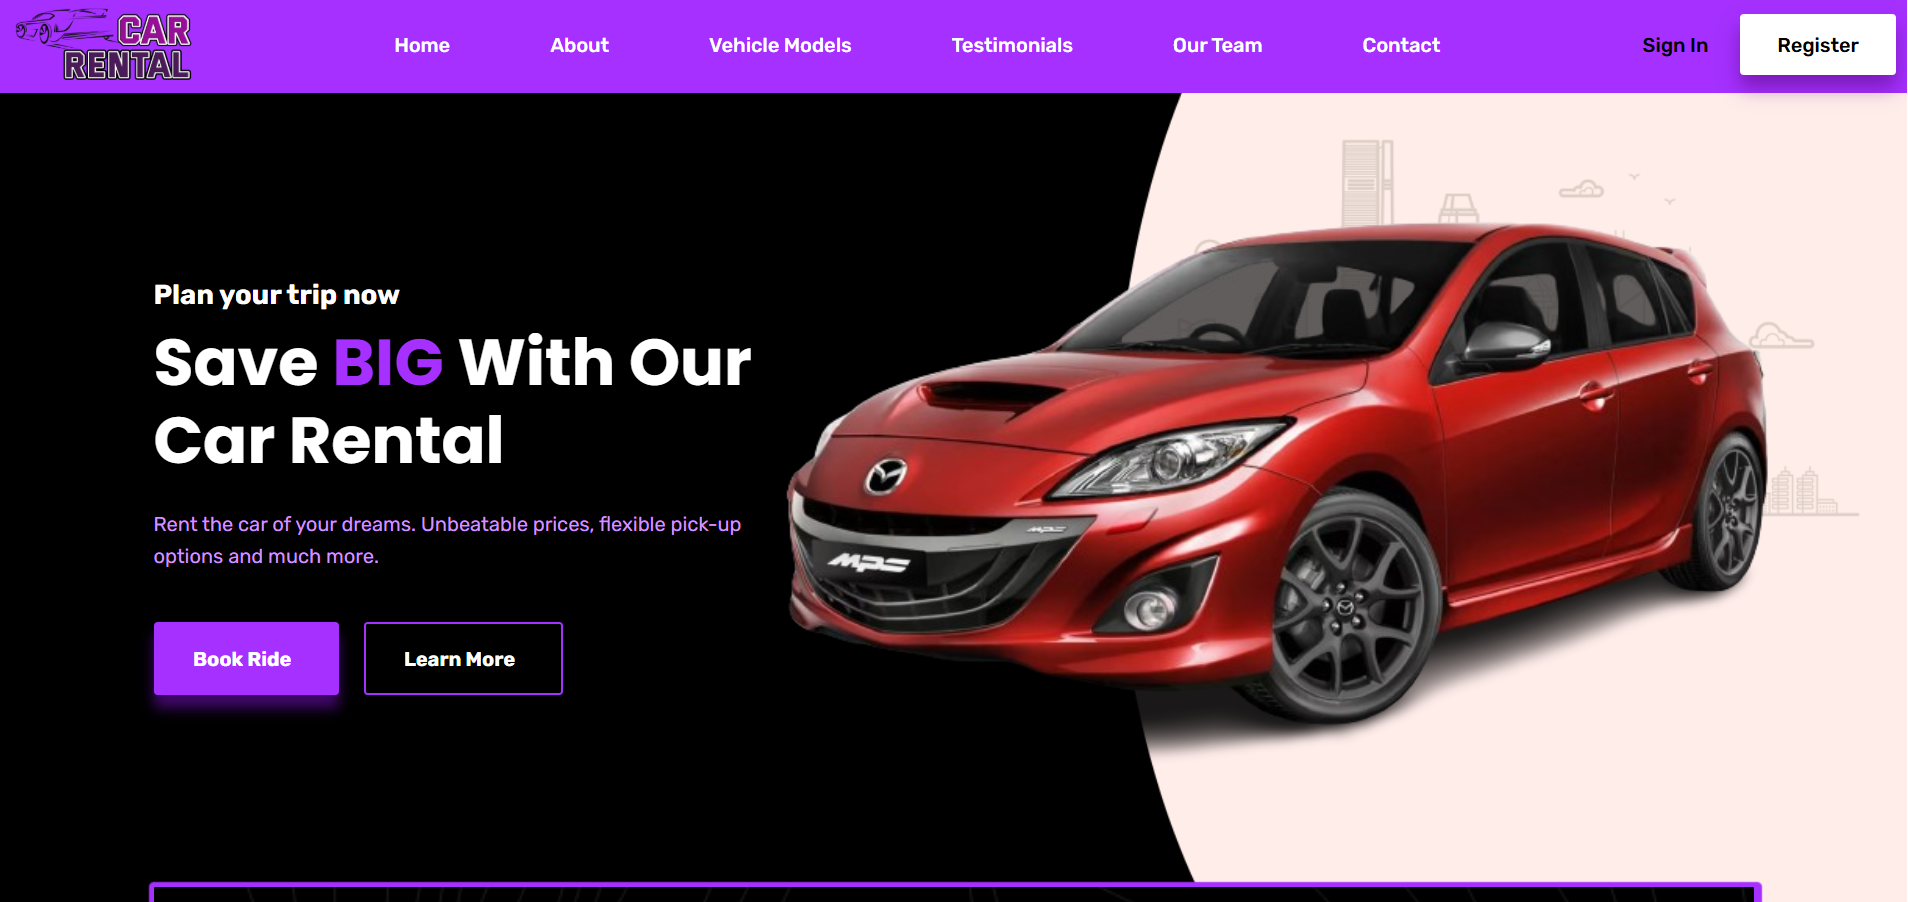 CAR
RENTAL
Home
About
Vehicle Models
Testimonials
Our Team
Contact
Sign In
Register
Plan your trip now
Save BIG With Our
Car Rental
Rent the car of your dreams. Unbeatable prices, flexible pick-up
options and much more.
Book Ride
Learn More
MPS
MPS